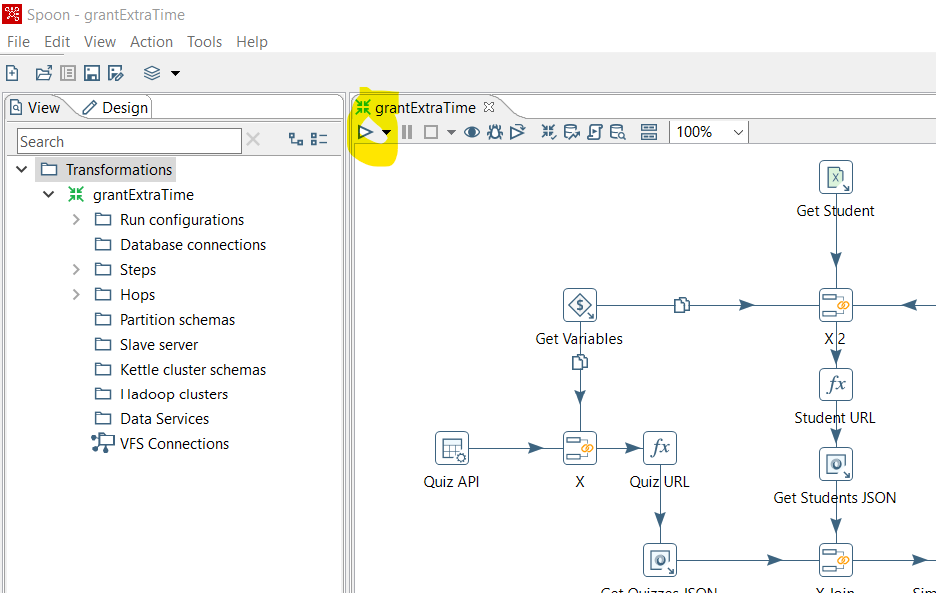 Spoon - grantExtraTime
File Edit View Action Tools Help
View Design
grantExtraTime
Search
100%
Transformations
grantExtraTime
Run configurations
Database connections
Steps
Hops
Partition schemas
Slave server
Kettle cluster schemas
Hadoop clusters
Data Services
VFS Connections
Get Student
Get Variables
X 2
Student URL
Quiz API
X
Quiz URL
Get Students JSON
Get Quizzes JSON
X Join